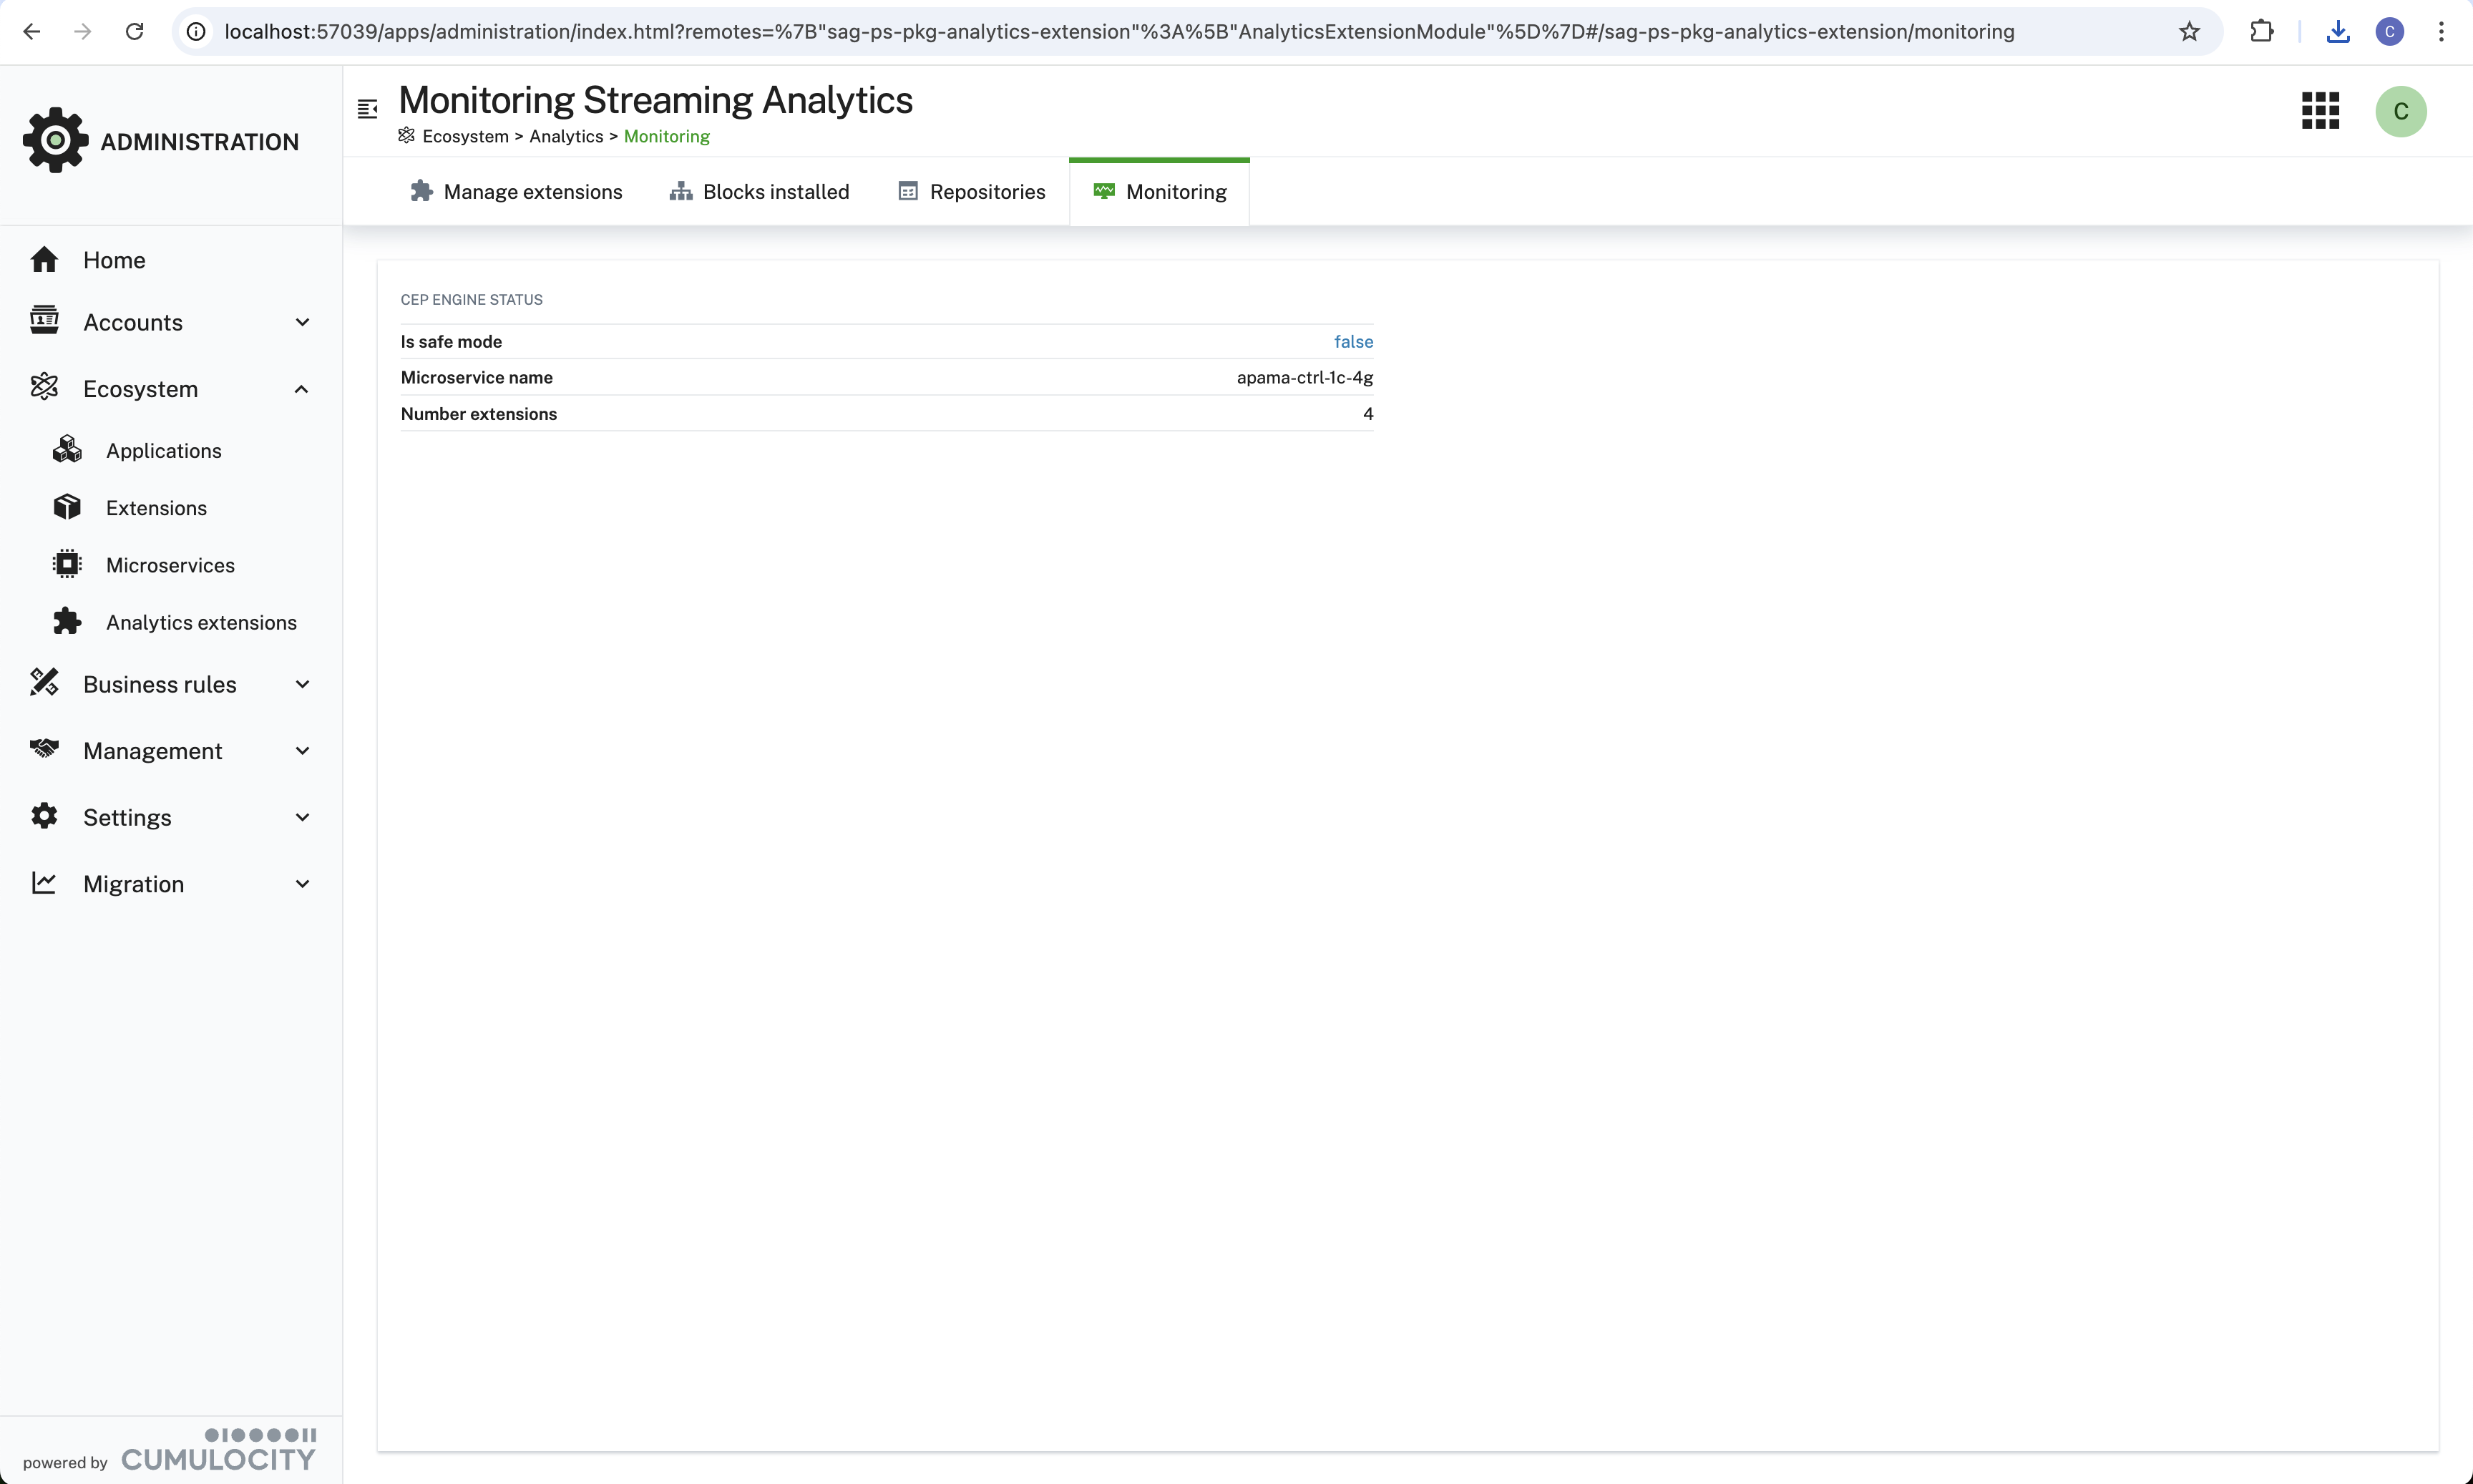 localhost:57039/apps/administration/index.html?remotes=%7B"sag-ps-pkg-analytics-extension"%3A%5B"AnalyticsExtensionModule"%5D%7D#/sag-ps-pkg-analytics-extension/monitoring
C
ADMINISTRATION
Monitoring Streaming Analytics
Ecosystem > Analytics > Monitoring
C
Manage extensions
Blocks installed
Repositories
Monitoring
Home
Accounts
Ecosystem
Applications
Extensions
Microservices
Analytics extensions
Business rules
Management
Settings
Migration
CEP ENGINE STATUS
Is safe mode false
Microservice name apama-ctrl-1c-4g
Number extensions 4
powered by CUMULOCITY